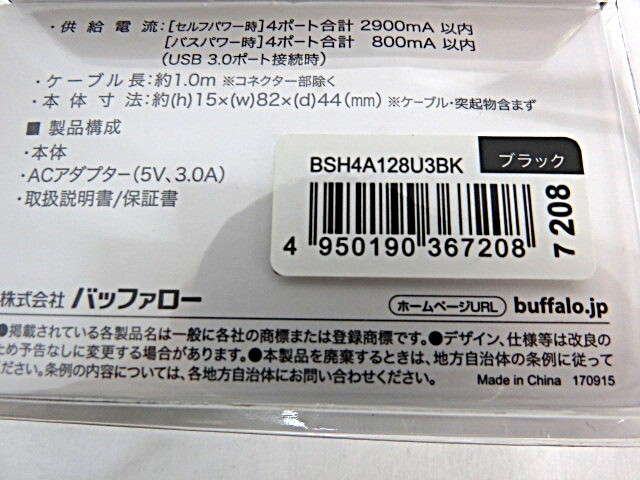 ・供給電流:[セルフパワー時]4ポート合計 2900mA 以内
[バスパワー時]4ポート合計 800mA 以内
(USB 3.0ポート接続時)
・ケーブル長:約1.0m ※コネクター部除く
・本体寸法:約(h)15×(w)82×(d)44(mm) ※ケーブル・突起物含まず
■ 製品構成
・本体
・ACアダプター(5V、3.0A)
・取扱説明書/保証書
BSH4A128U3BK ブラック
4 950190 367208
7 208
株式会社 バッファロー
ホームページURL buffalo.jp
●掲載されている各製品名は一般に各社の商標または登録商標です。●デザイン、仕様等は改良の
ため予告なしに変更する場合があります。●本製品を廃棄するときは、地方自治体の条例に従って
ください。条例の内容については、各地方自治体にお問い合わせください。
Made in China 170915